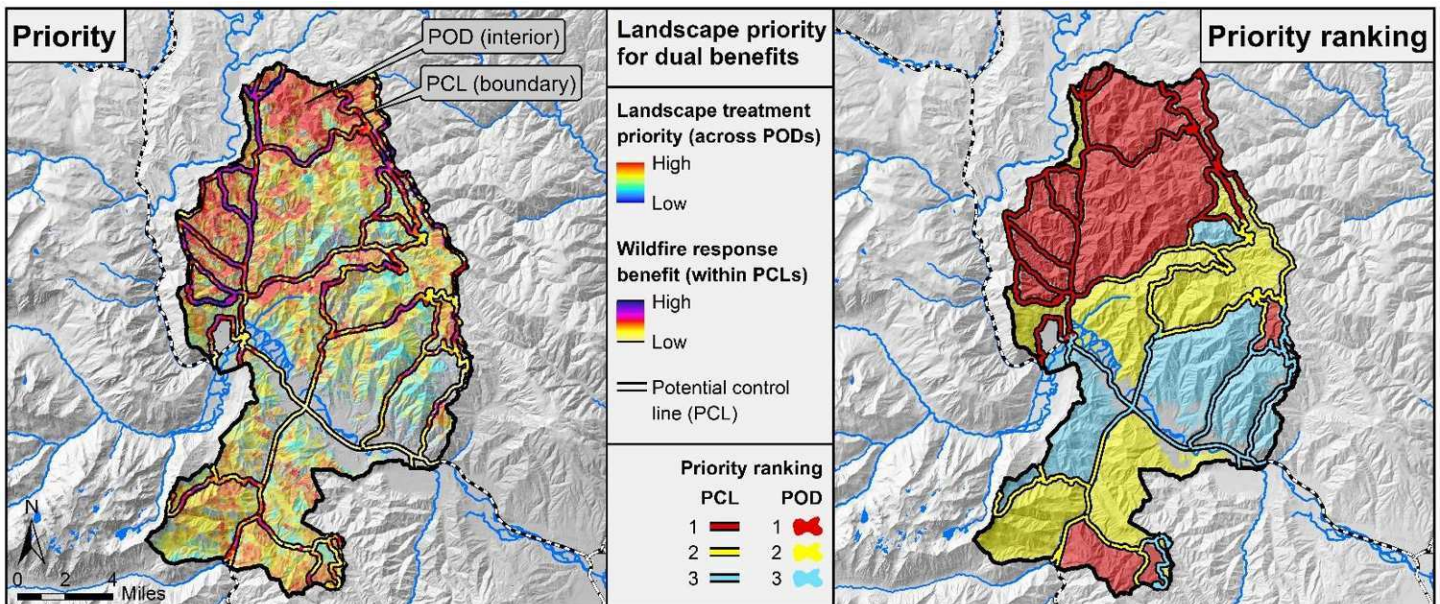 Priority
POD (interior)
PCL (boundary)
N
0 2 4
Miles
Landscape priority
for dual benefits
Landscape treatment
priority (across PODs)
High
Low
Wildfire response
benefit (within PCLs)
High
Low
Potential control
line (PCL)
Priority ranking
PCL POD
1 1
2 2
3 3
Priority ranking